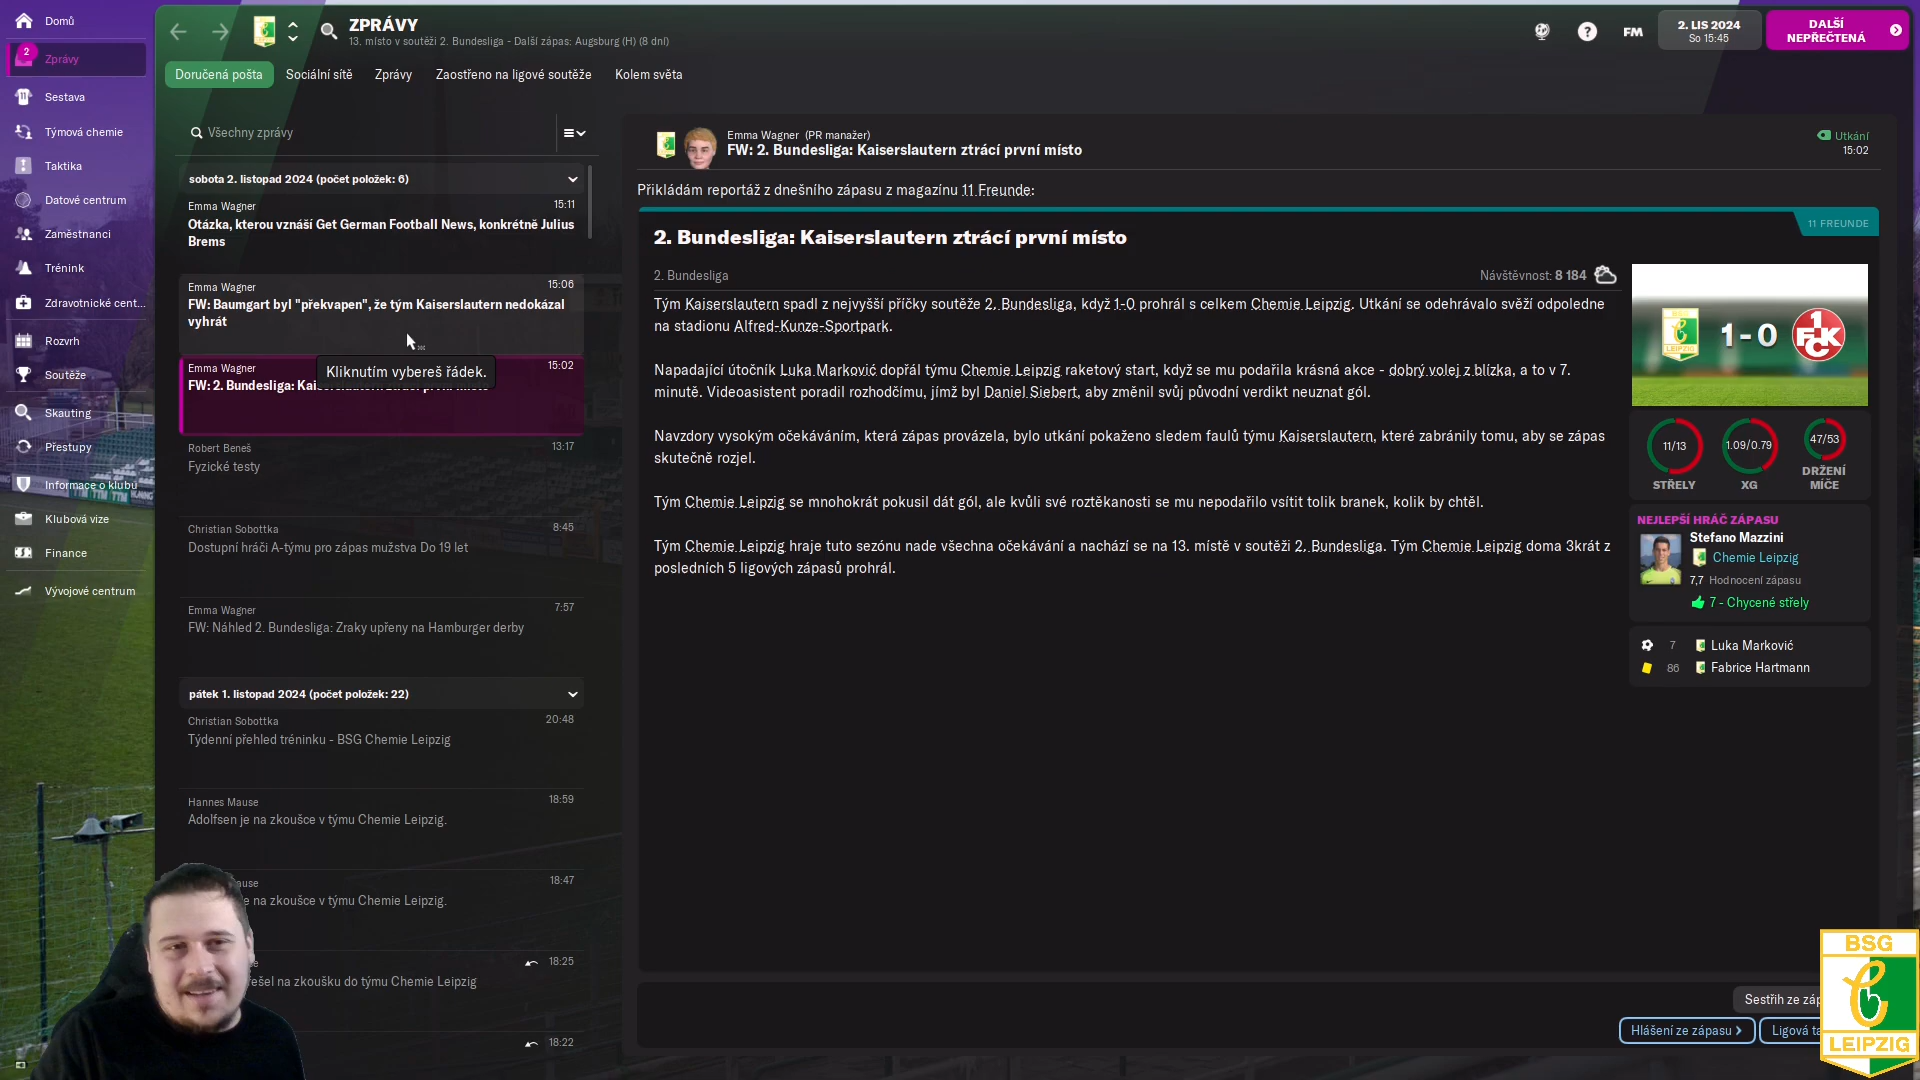 Domů
2
Zprávy
Sestava
Týmová chemie
Taktika
Datové centrum
Zaměstnanci
Trénink
Zdravotnické cent...
Rozvrh
Soutěže
Skauting
Přestupy
Informace o klubu
Klubová vize
Finance
Vývojové centrum
ZPRÁVY
13. místo v soutěži 2. Bundesliga - Další zápas: Augsburg (H) (8 dní)
FM
2. LIS 2024
So 15:45
DALŠÍ
NEPŘEČTENÁ
Doručená pošta
Sociální sítě
Zprávy
Zaostřeno na ligové soutěže
Kolem světa
Všechny zprávy
sobota 2. listopad 2024 (počet položek: 6)
Emma Wagner 15:11
Otázka, kterou vznáší Get German Football News, konkrétně Julius
Brems
Emma Wagner 15:06
FW: Baumgart byl "překvapen", že tým Kaiserslautern nedokázal
vyhrát
Emma Wagner 15:02
Kliknutím vybereš řádek.
FW: 2. Bundesliga:
Robert Beneš 13:17
Fyzické testy
Christian Sobottka 8:45
Dostupní hráči A-týmu pro zápas mužstva Do 19 let
Emma Wagner 7:57
FW: Náhled 2. Bundesliga: Zraky upřeny na Hamburger derby
pátek 1. listopad 2024 (počet položek: 22)
Christian Sobottka 20:48
Týdenní přehled tréninku - BSG Chemie Leipzig
Hannes Mause 18:59
Adolfsen je na zkoušce v týmu Chemie Leipzig.
18:47
na zkoušce v týmu Chemie Leipzig.
18:25
na zkoušku do týmu Chemie Leipzig
18:22
Emma Wagner (PR manažer)
FW: 2. Bundesliga: Kaiserslautern ztrácí první místo
Utkání
15:02
Přikládám reportáž z dnešního zápasu z magazínu 11 Freunde:
11 FREUNDE
2. Bundesliga: Kaiserslautern ztrácí první místo
2. Bundesliga
Návštěvnost: 8 184
Tým Kaiserslautern spadl z nejvyšší příčky soutěže 2. Bundesliga, když 1-0 prohrál s celkem Chemie Leipzig. Utkání se odehrávalo svěží odpoledne
na stadionu Alfred-Kunze-Sportpark.
Napadající útočník Luka Marković dopřál týmu Chemie Leipzig raketový start, když se mu podařila krásná akce - dobrý volej z blízka, a to v 7.
minutě. Videoasistent poradil rozhodčímu, jímž byl Daniel Siebert, aby změnil svůj původní verdikt neuznat gól.
Navzdory vysokým očekáváním, která zápas provázela, bylo utkání pokaženo sledem faulů týmu Kaiserslautern, které zabránily tomu, aby se zápas
skutečně rozjel.
Tým Chemie Leipzig se mnohokrát pokusil dát gól, ale kvůli své roztěkanosti se mu nepodařilo vsítit tolik branek, kolik by chtěl.
Tým Chemie Leipzig hraje tuto sezónu nade všechna očekávání a nachází se na 13. místě v soutěži 2. Bundesliga. Tým Chemie Leipzig doma 3krát z
posledních 5 ligových zápasů prohrál.
BSG
LEIPZIG
1 - 0
1
FCK
11/13
1.09/0.79
47/53
STŘELY
XG
DRŽENÍ
MÍČE
NEJLEPŠÍ HRÁČ ZÁPASU
Stefano Mazzini
Chemie Leipzig
7,7 Hodnocení zápasu
7 - Chycené střely
7 Luka Marković
86 Fabrice Hartmann
Sestřih ze
Hlášení ze zápasu
Ligová
BSG
LEIPZIG